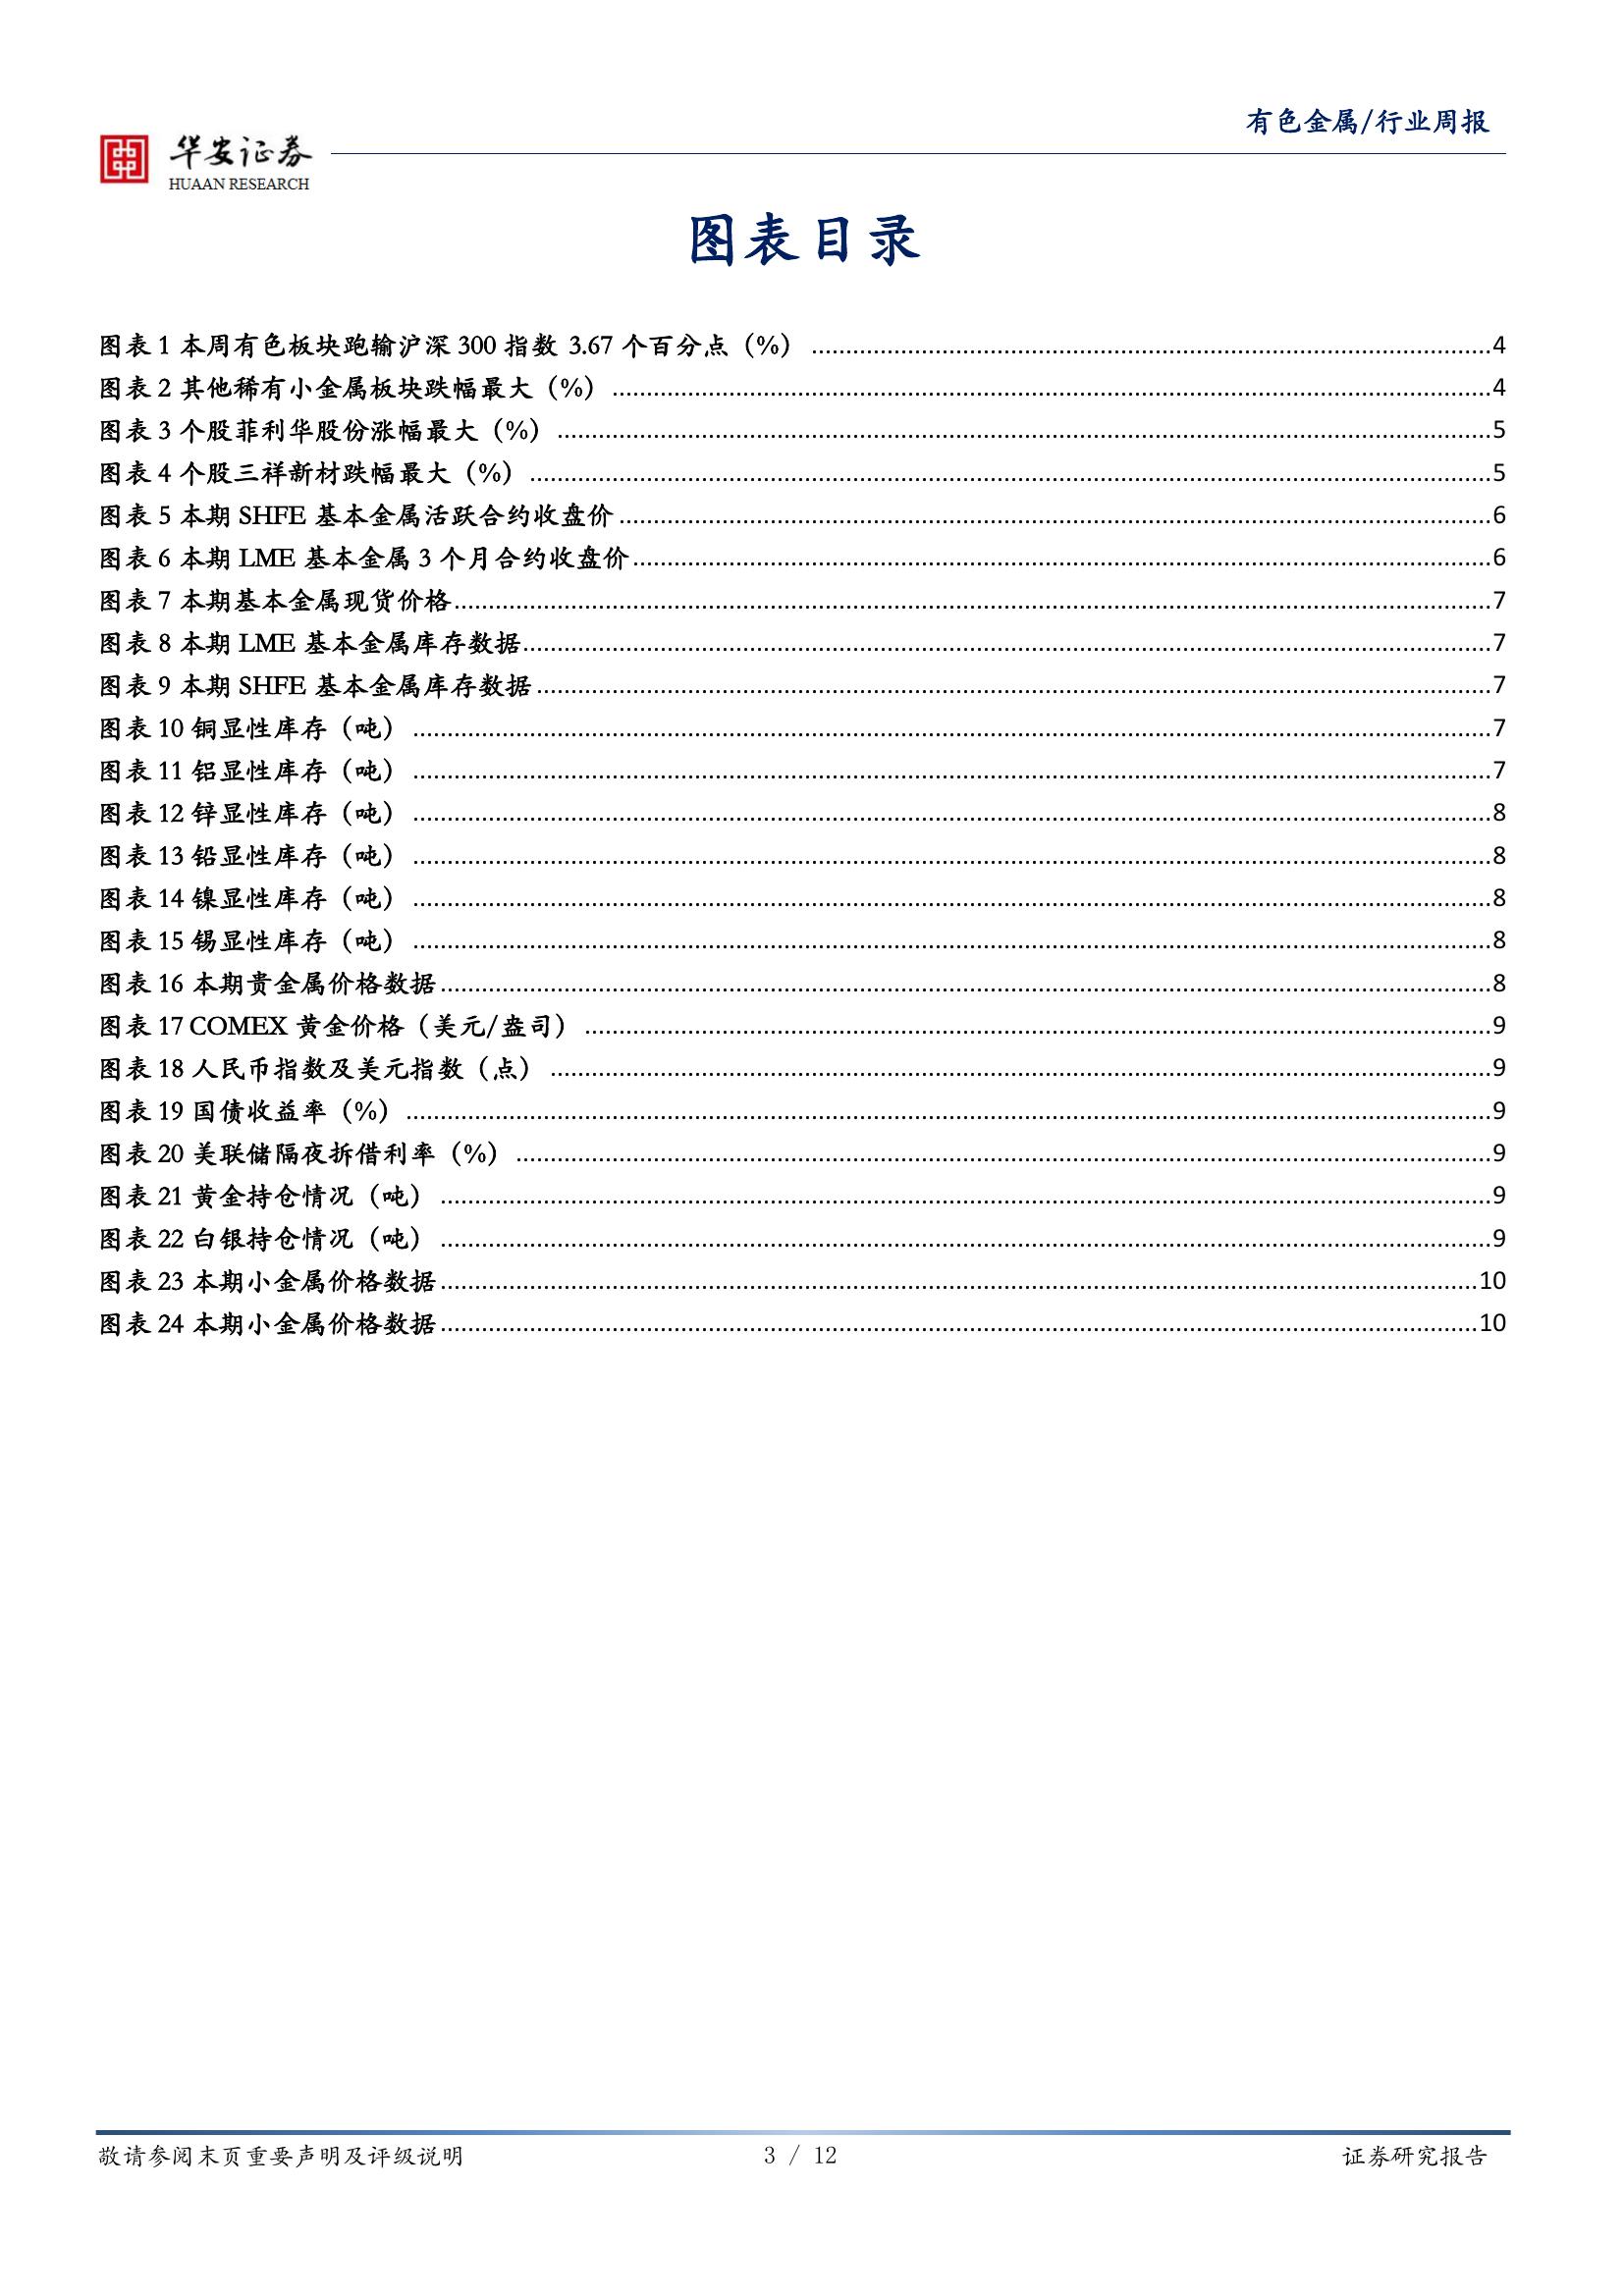 有色金属/行业周报
华安证券
HUAAN RESEARCH
图表目录
图表 1 本周有色板块跑输沪深 300 指数 3.67 个百分点（%） ........ 4
图表 2 其他稀有小金属板块跌幅最大（%） ........ 4
图表 3 个股菲利华股份涨幅最大（%） ........ 5
图表 4 个股三祥新材跌幅最大（%） ........ 5
图表 5 本期 SHFE 基本金属活跃合约收盘价 ........ 6
图表 6 本期 LME 基本金属 3 个月合约收盘价 ........ 6
图表 7 本期基本金属现货价格 ........ 7
图表 8 本期 LME 基本金属库存数据 ........ 7
图表 9 本期 SHFE 基本金属库存数据 ........ 7
图表 10 铜显性库存（吨） ........ 7
图表 11 铝显性库存（吨） ........ 7
图表 12 锌显性库存（吨） ........ 8
图表 13 铅显性库存（吨） ........ 8
图表 14 镍显性库存（吨） ........ 8
图表 15 锡显性库存（吨） ........ 8
图表 16 本期贵金属价格数据 ........ 8
图表 17 COMEX 黄金价格（美元/盎司） ........ 9
图表 18 人民币指数及美元指数（点） ........ 9
图表 19 国债收益率（%） ........ 9
图表 20 美联储隔夜拆借利率（%） ........ 9
图表 21 黄金持仓情况（吨） ........ 9
图表 22 白银持仓情况（吨） ........ 9
图表 23 本期小金属价格数据 ........ 10
图表 24 本期小金属价格数据 ........ 10
敬请参阅末页重要声明及评级说明
3 / 12
证券研究报告